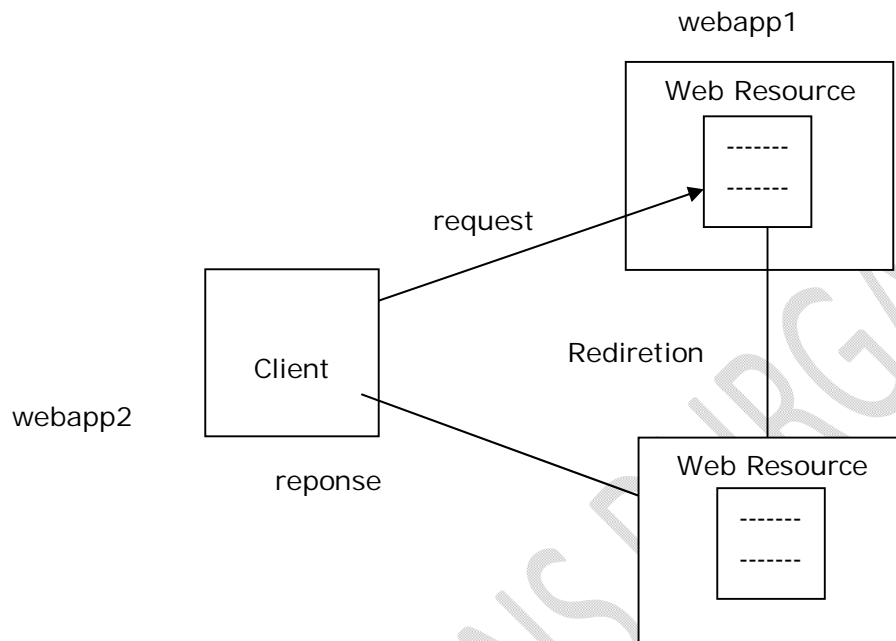 webapp1
Web Resource
-------
-------
request
Client
Rediretion
webapp2
reponse
Web Resource
-------
-------